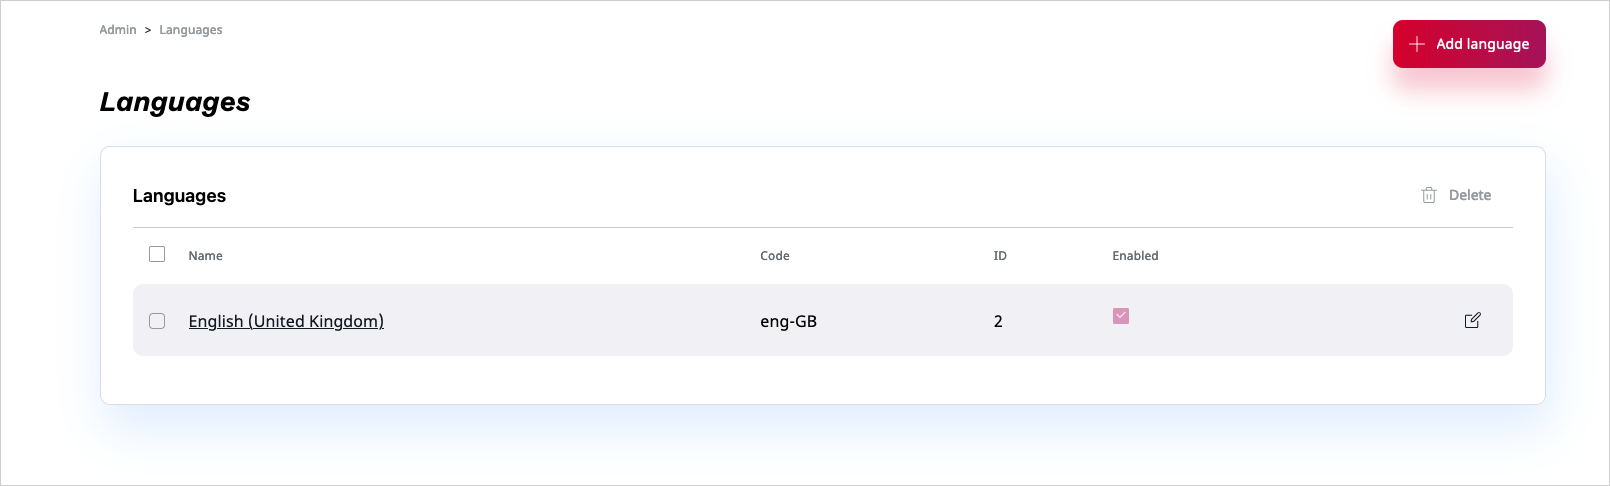 Admin > Languages
Add language
Languages
Languages
Delete
Name Code ID Enabled
English (United Kingdom) eng-GB 2